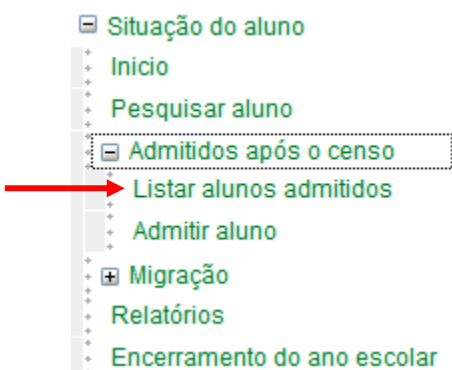 Situação do aluno
Inicio
Pesquisar aluno
Admitidos após o censo
Listar alunos admitidos
Admitir aluno
Migração
Relatórios
Encerramento do ano escolar